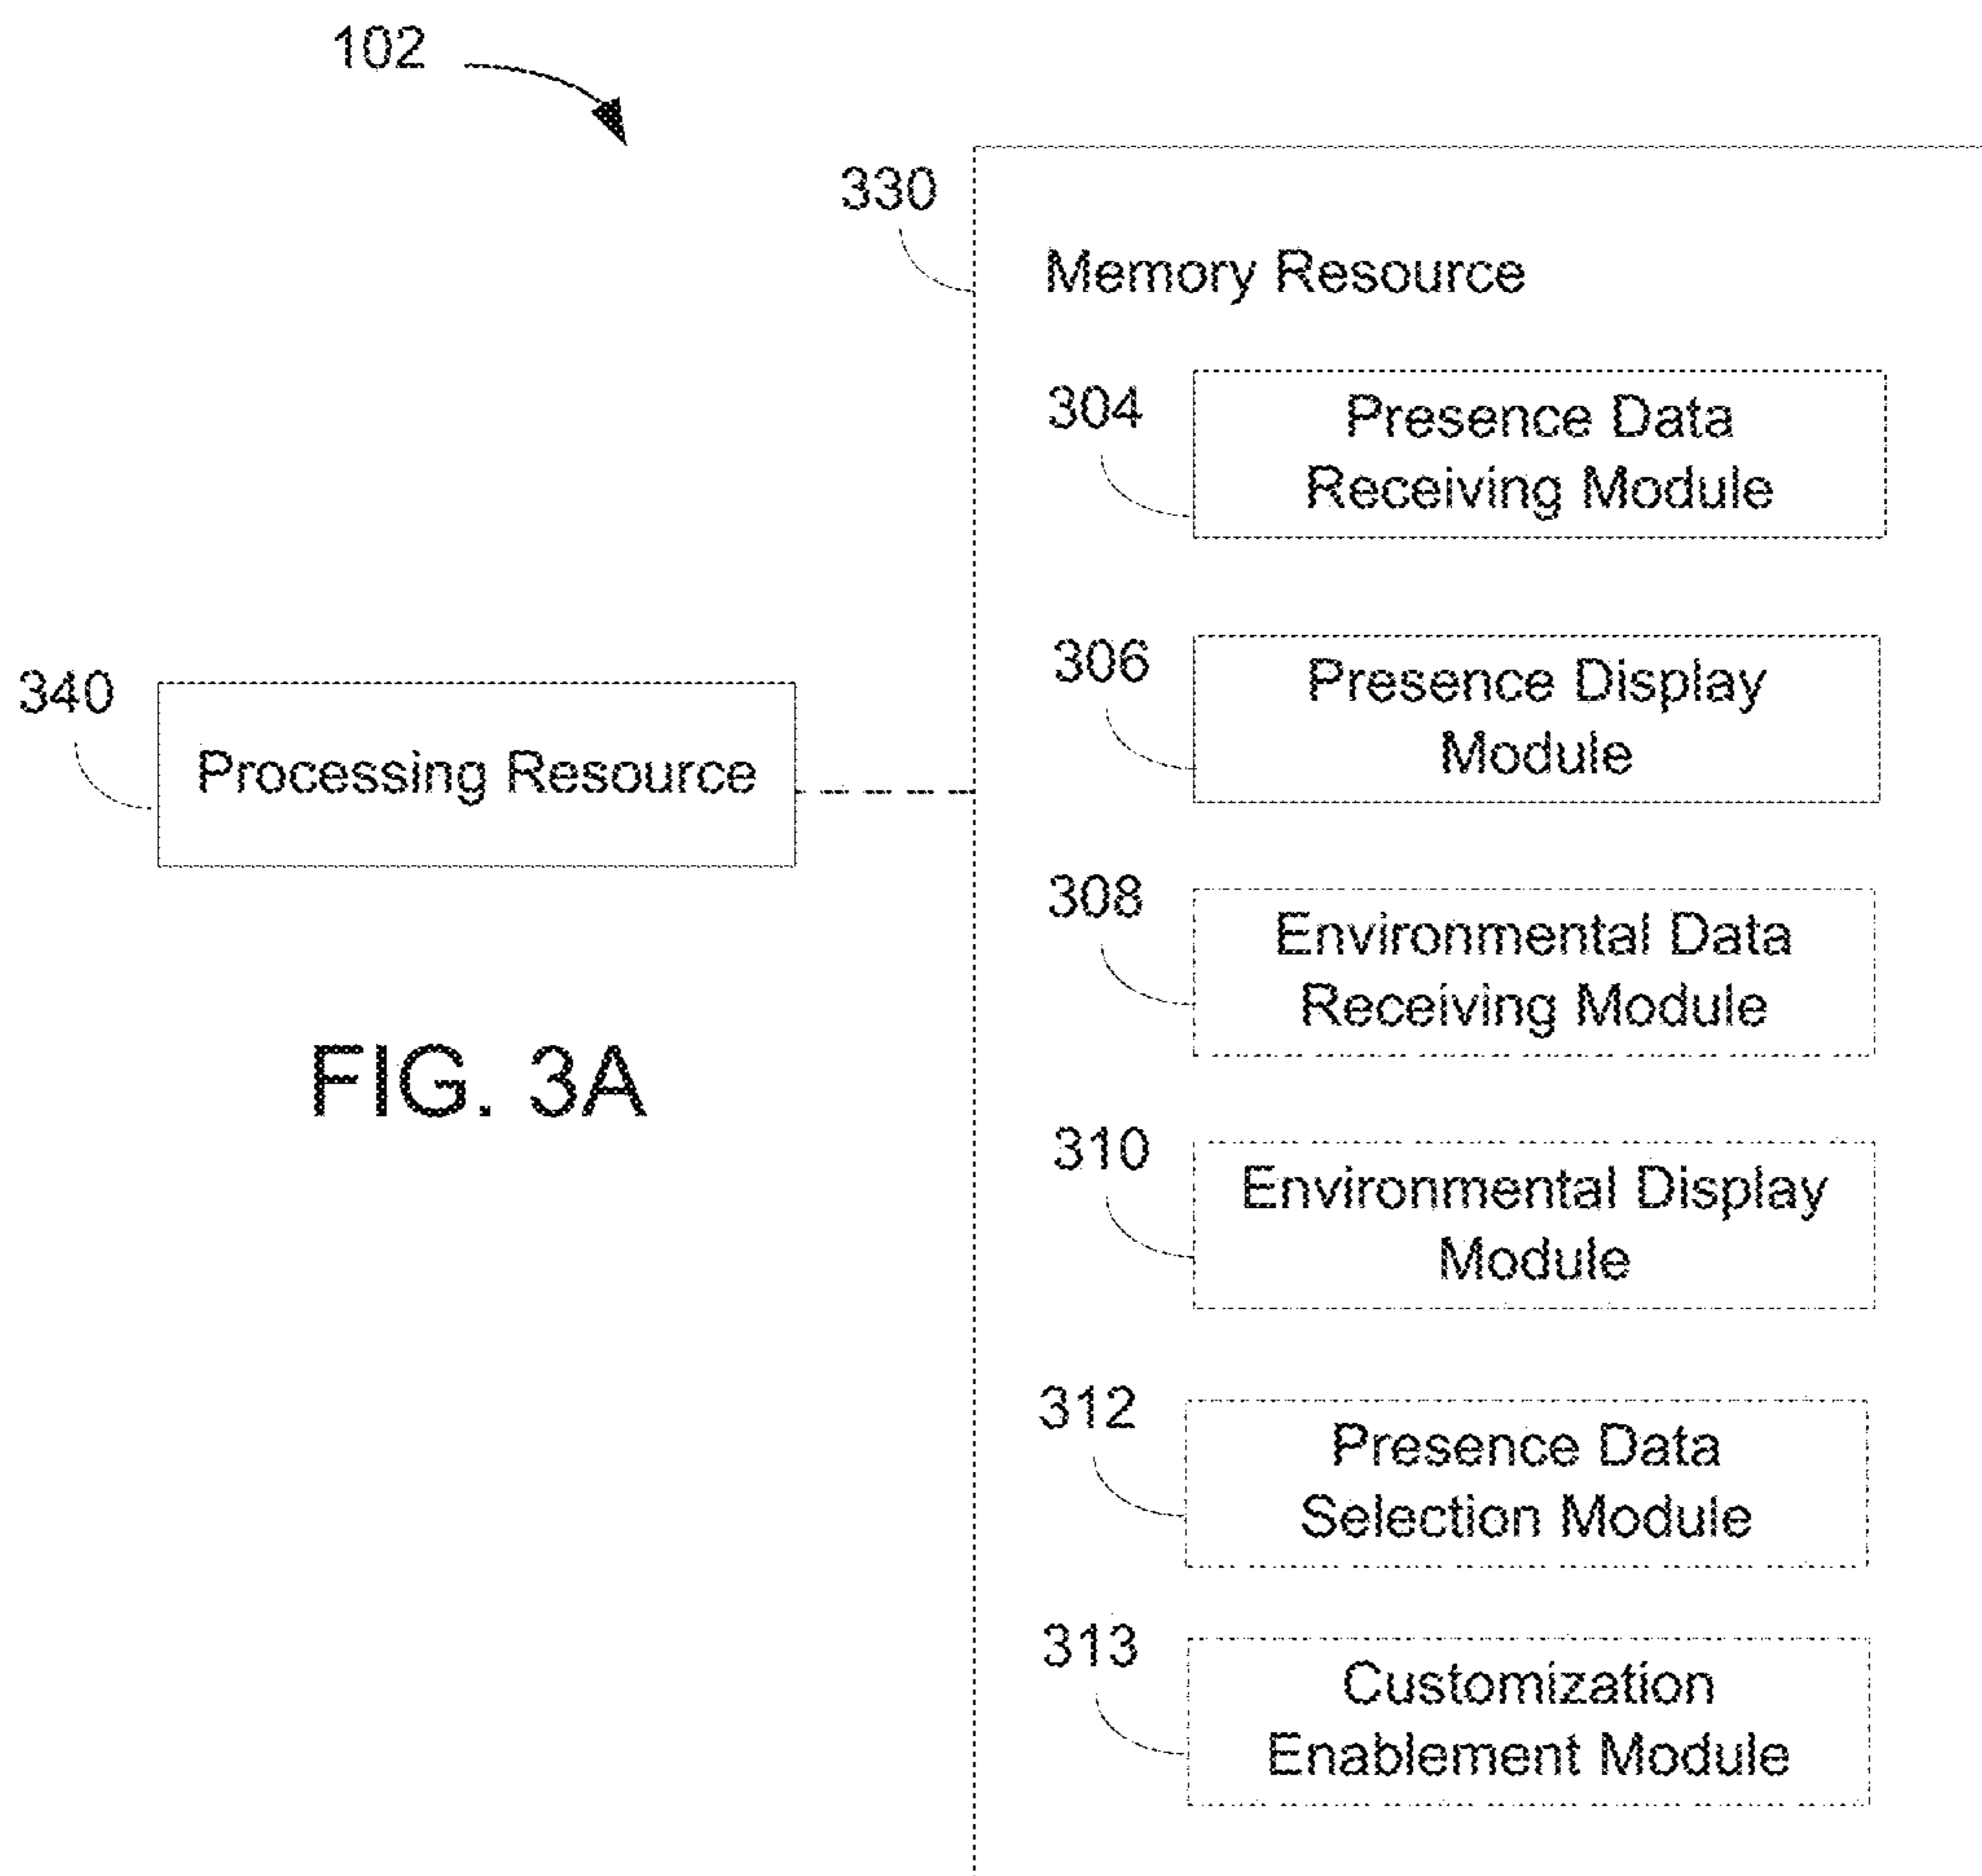 102
330
Memory Resource
304
Presence Data
Receiving Module
306
Presence Display
Module
340
Processing Resource
308
Environmental Data
Receiving Module
FIG. 3A
310
Environmental Display
Module
312
Presence Data
Selection Module
313
Customization
Enablement Module